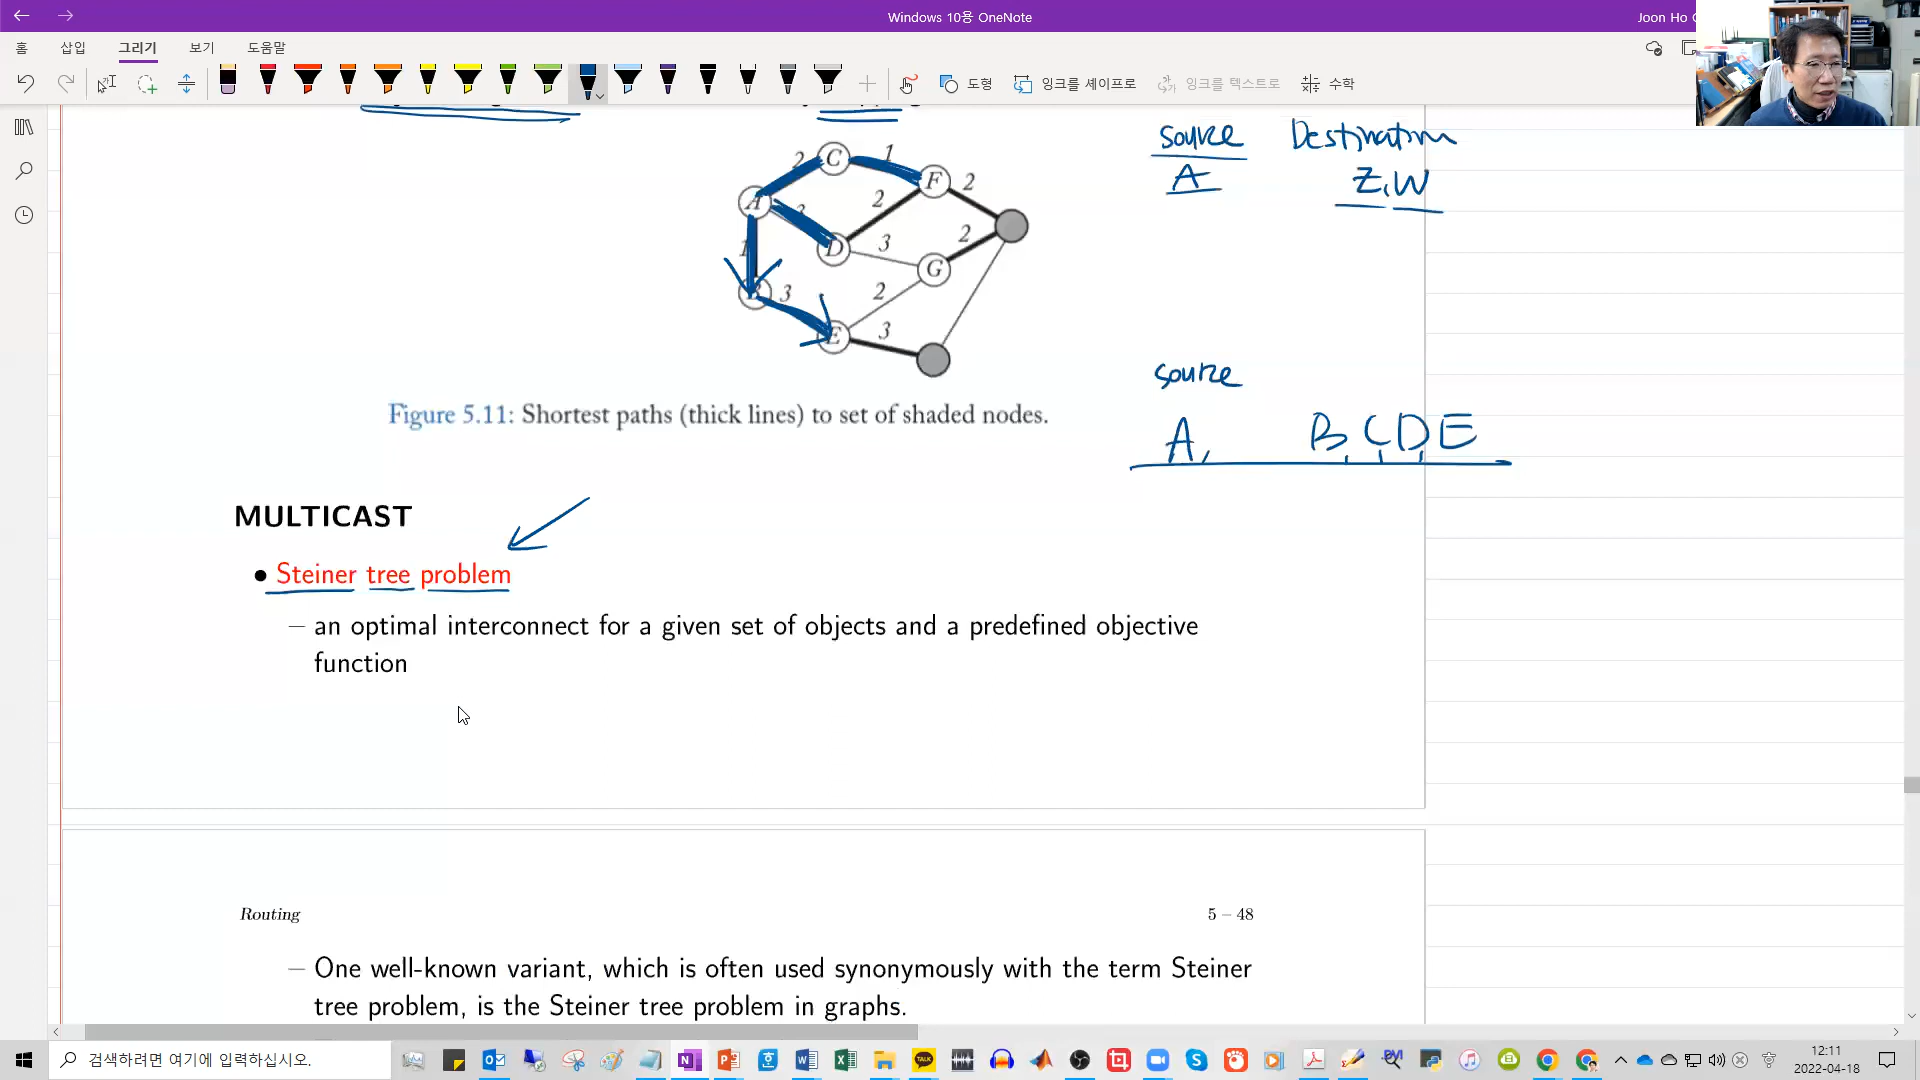 Windows 10용 OneNote
Joon Ho
홈 삽입 그리기 보기 도움말
도형 잉크를 셰이프로 잉크를 텍스트로 수학
source Destination
A Z, W
2 C 1 F 2
A 2
D 3 2
1 G
B 3 2
E 3
source
A, B, C, D, E
Figure 5.11: Shortest paths (thick lines) to set of shaded nodes.
MULTICAST
• Steiner tree problem
– an optimal interconnect for a given set of objects and a predefined objective
function
Routing 5 – 48
– One well-known variant, which is often used synonymously with the term Steiner
tree problem, is the Steiner tree problem in graphs.
검색하려면 여기에 입력하십시오.
12:11
2022-04-18